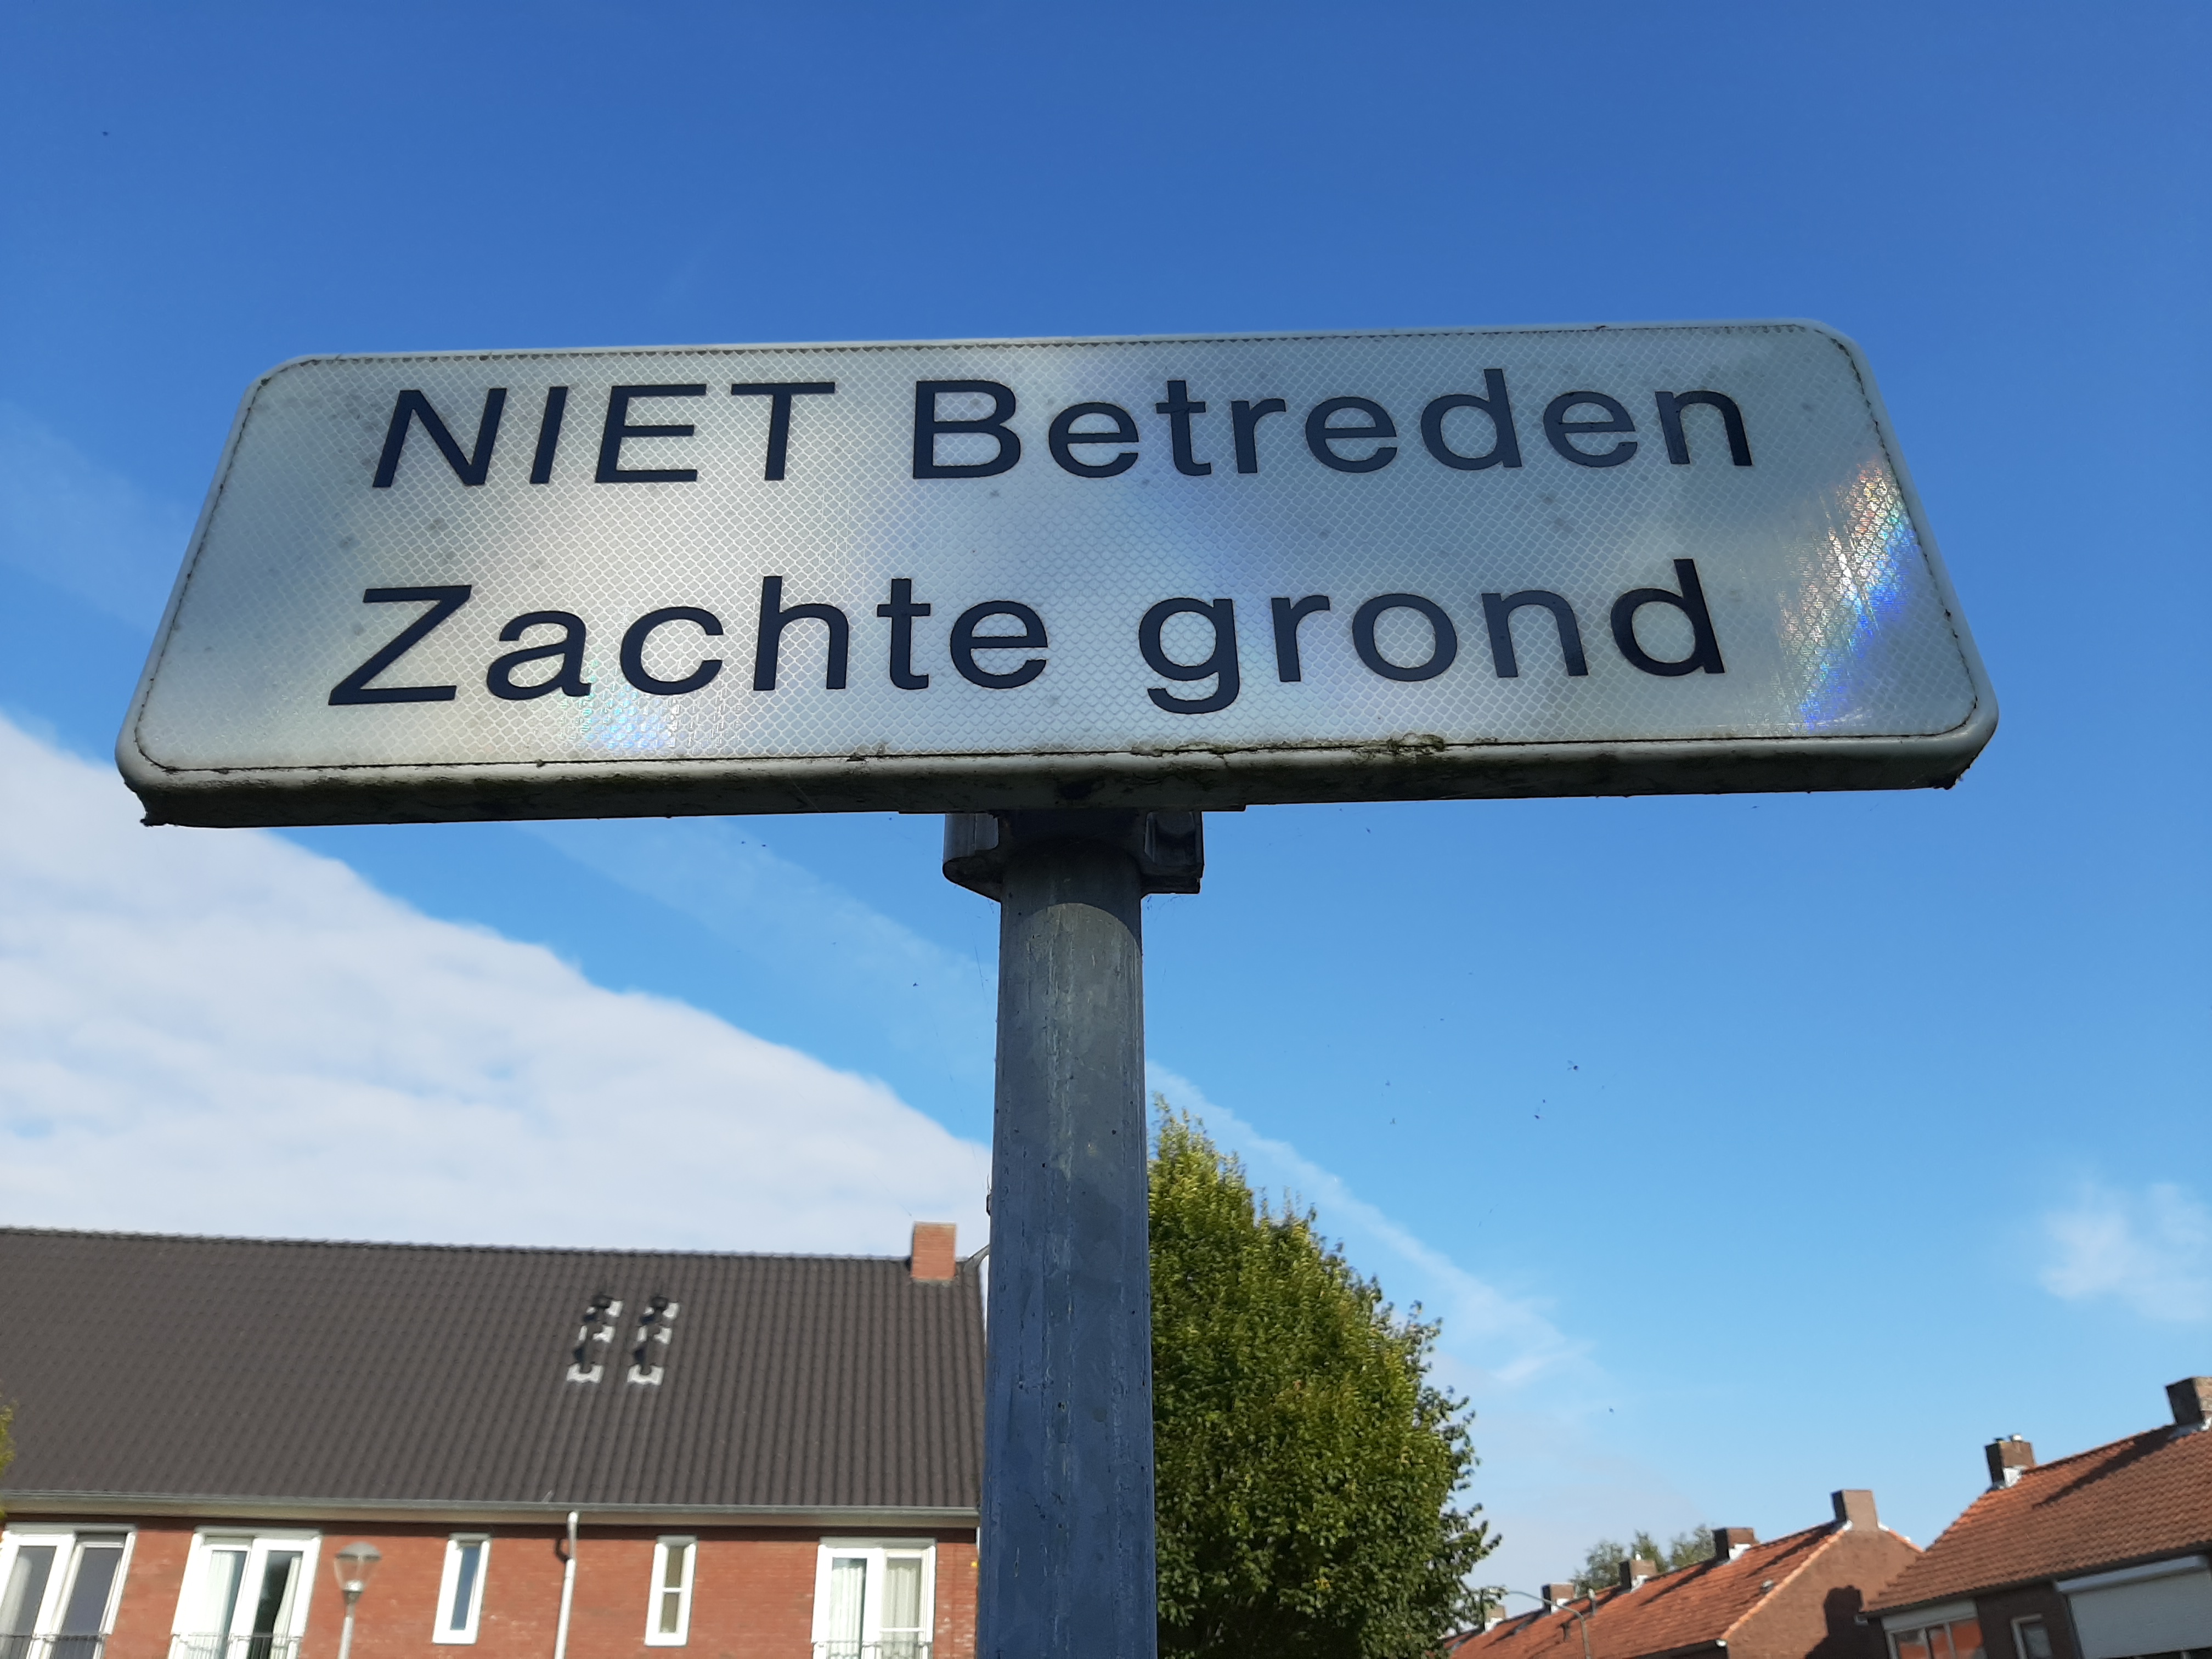 NIET Betreden
Zachte grond